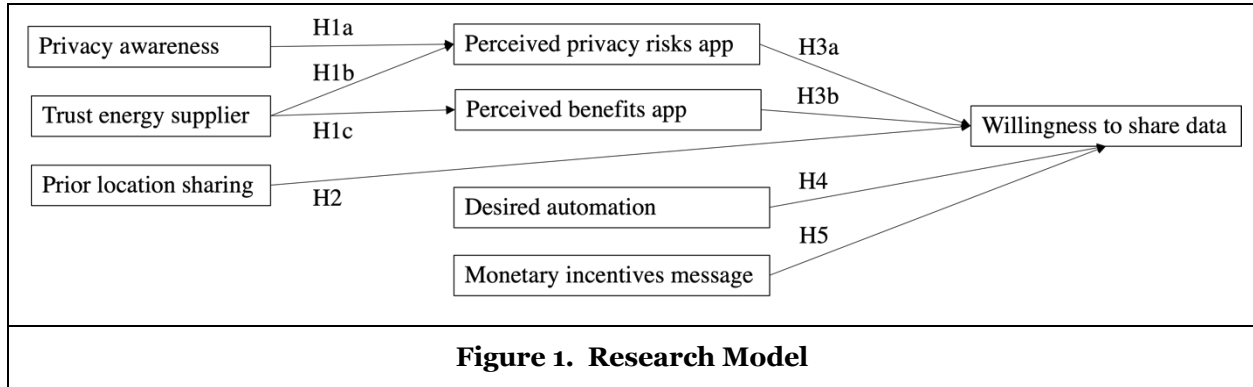 H1a
Privacy awareness
Perceived privacy risks app
H3a
H1b
H3b
Trust energy supplier
Perceived benefits app
Willingness to share data
H1c
Prior location sharing
H4
H2
Desired automation
H5
Monetary incentives message
Figure 1. Research Model